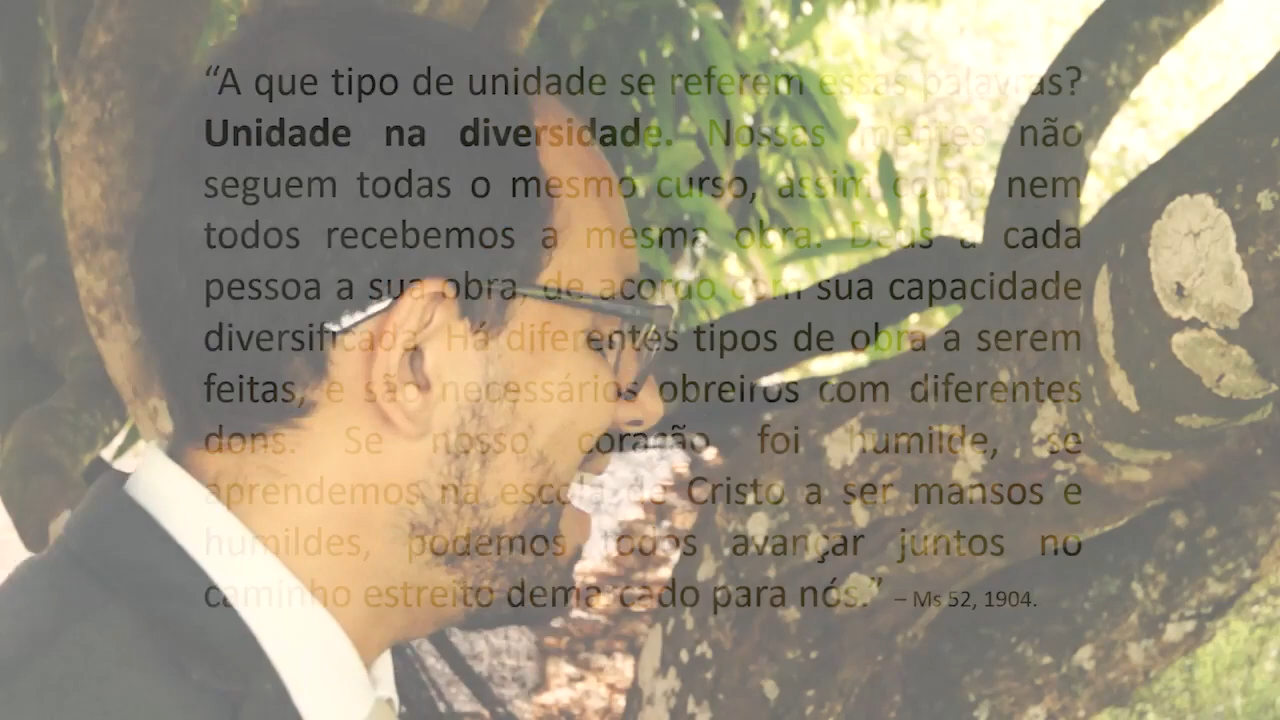 “A que tipo de unidade se referem essas palavras?
Unidade na diversidade. Nossas mentes não
seguem todas o mesmo curso, assim como nem
todos recebemos a mesma obra. Deus a cada
pessoa a sua obra, de acordo com sua capacidade
diversificada. Há diferentes tipos de obra a serem
feitas, e são necessários obreiros com diferentes
dons. Se nosso coração foi humilde, se
aprendemos na escola de Cristo a ser mansos e
humildes, podemos todos avançar juntos no
caminho estreito demarcado para nós.” – Ms 52, 1904.